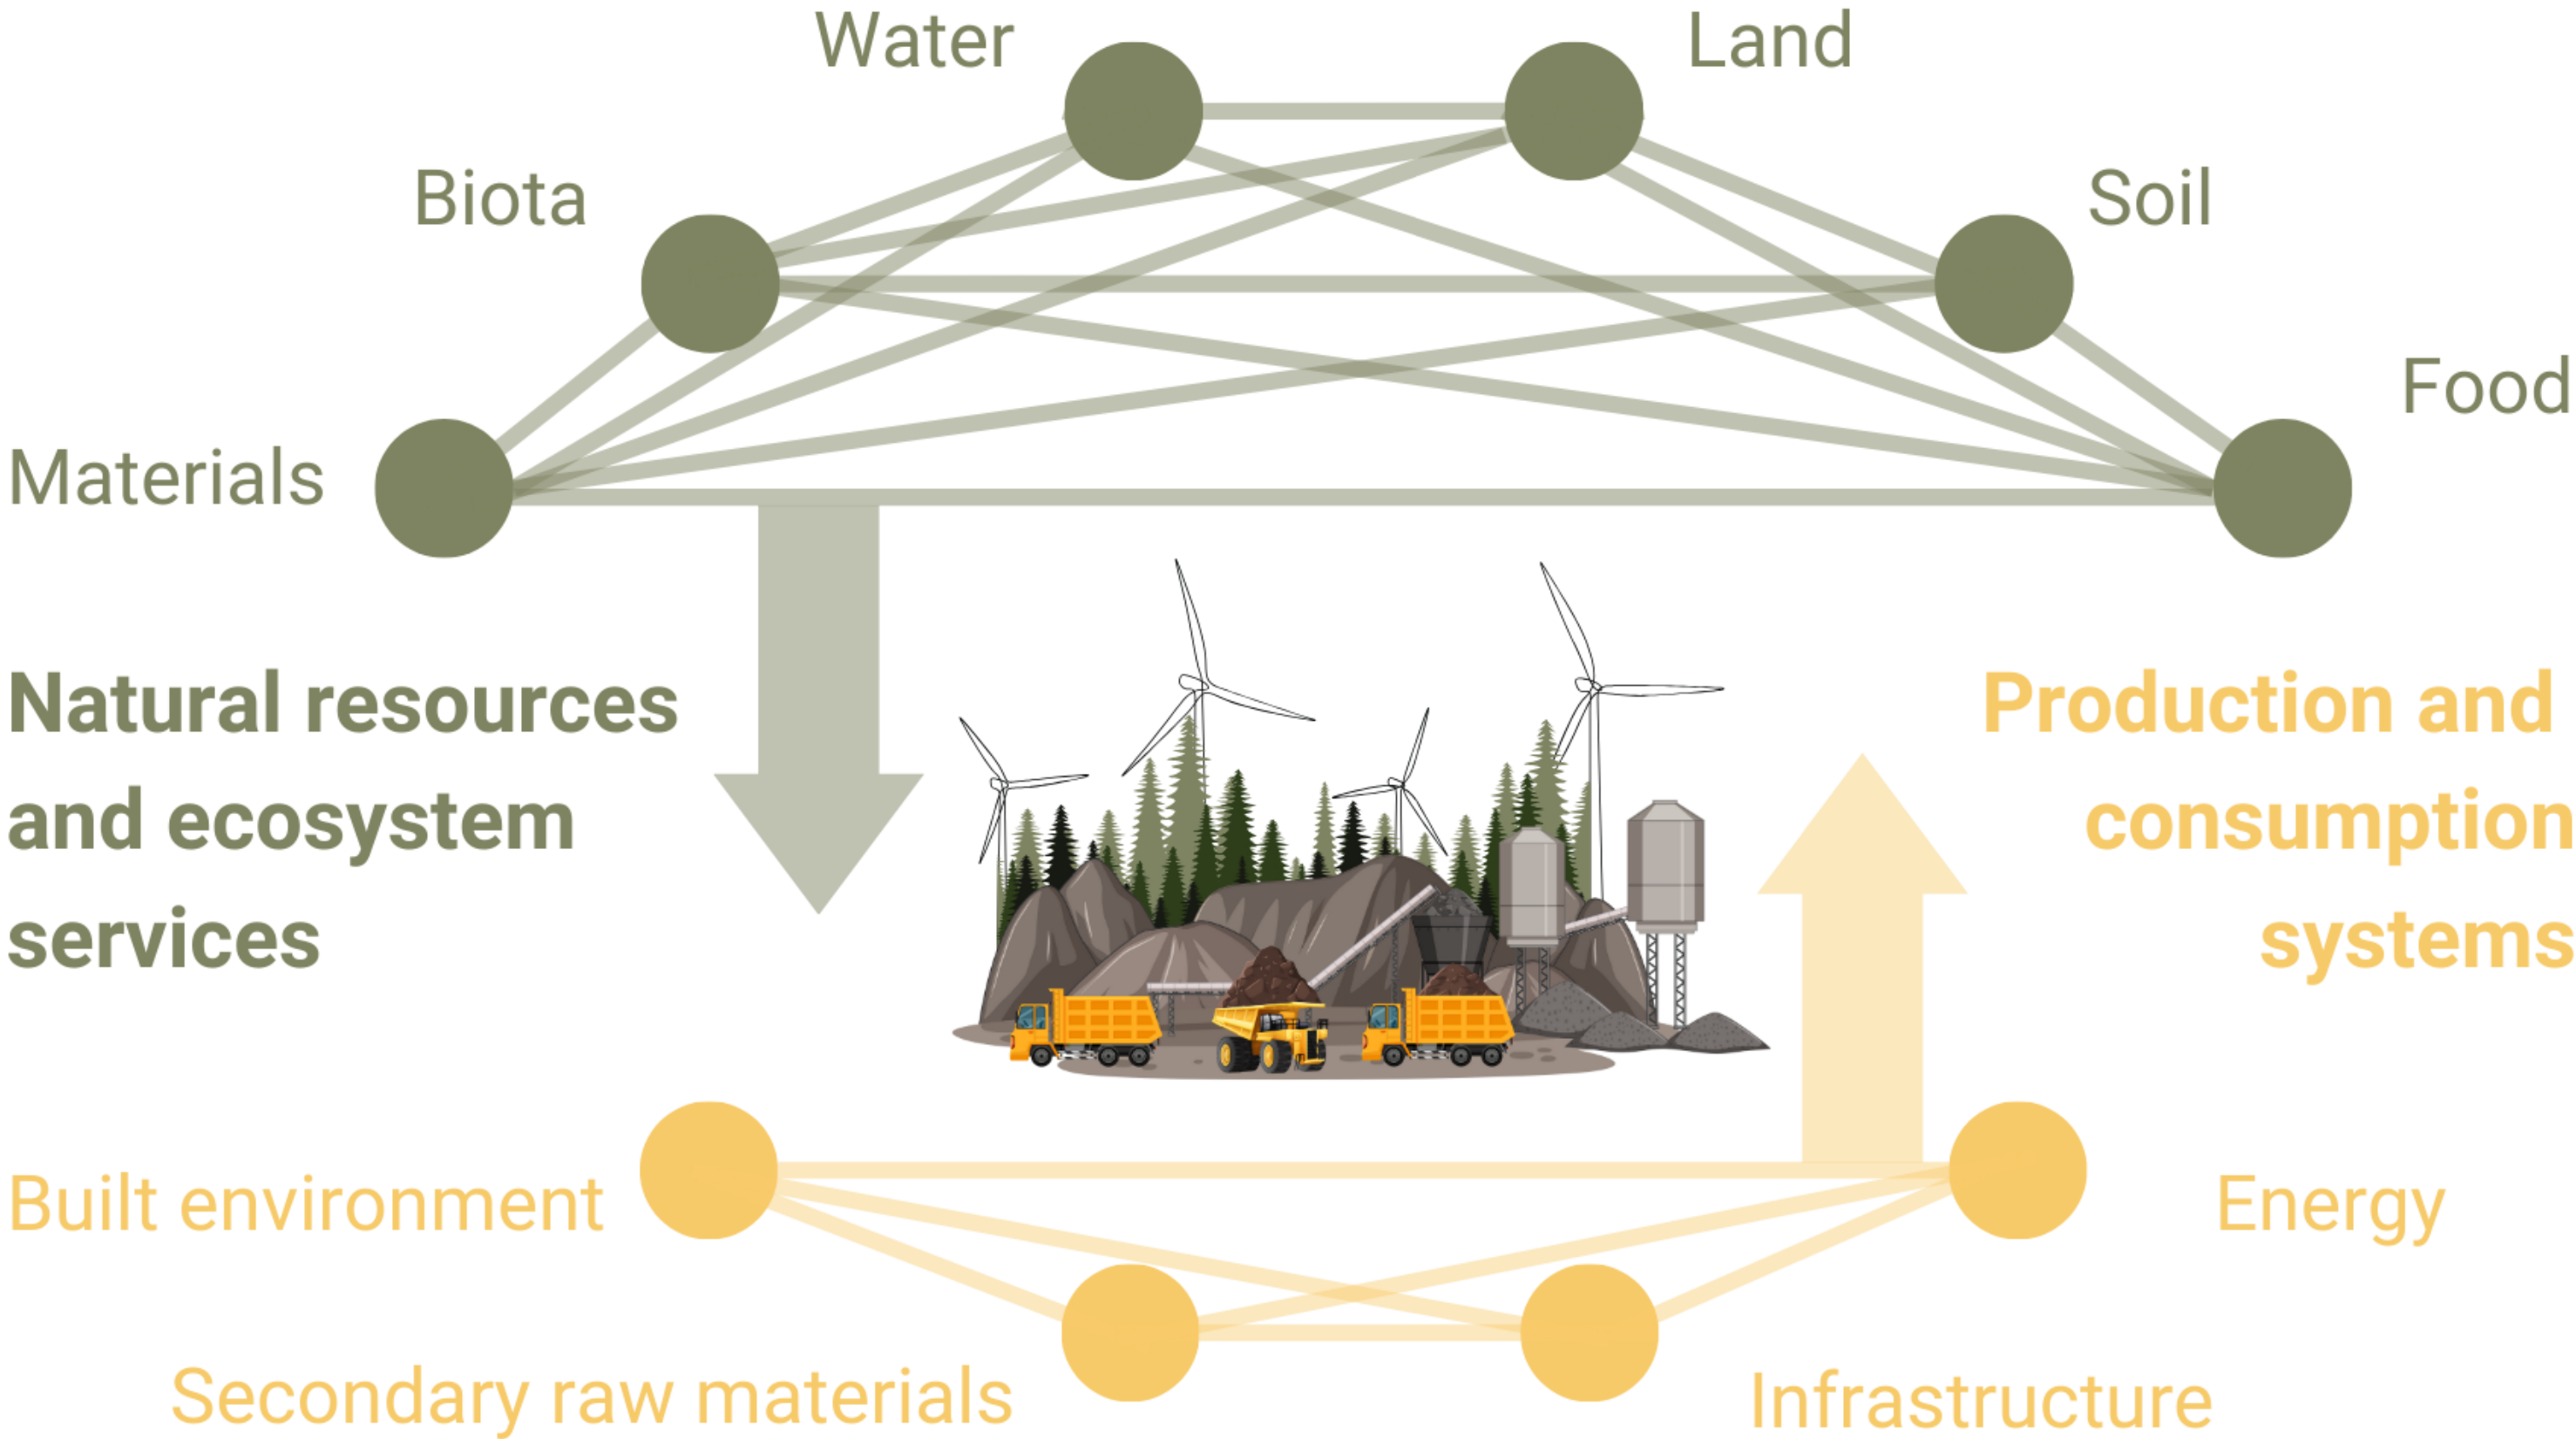 Water
Land
Biota
Soil
Food
Materials
Natural resources
and ecosystem
services
Production and
consumption
systems
Built environment
Energy
Secondary raw materials
Infrastructure